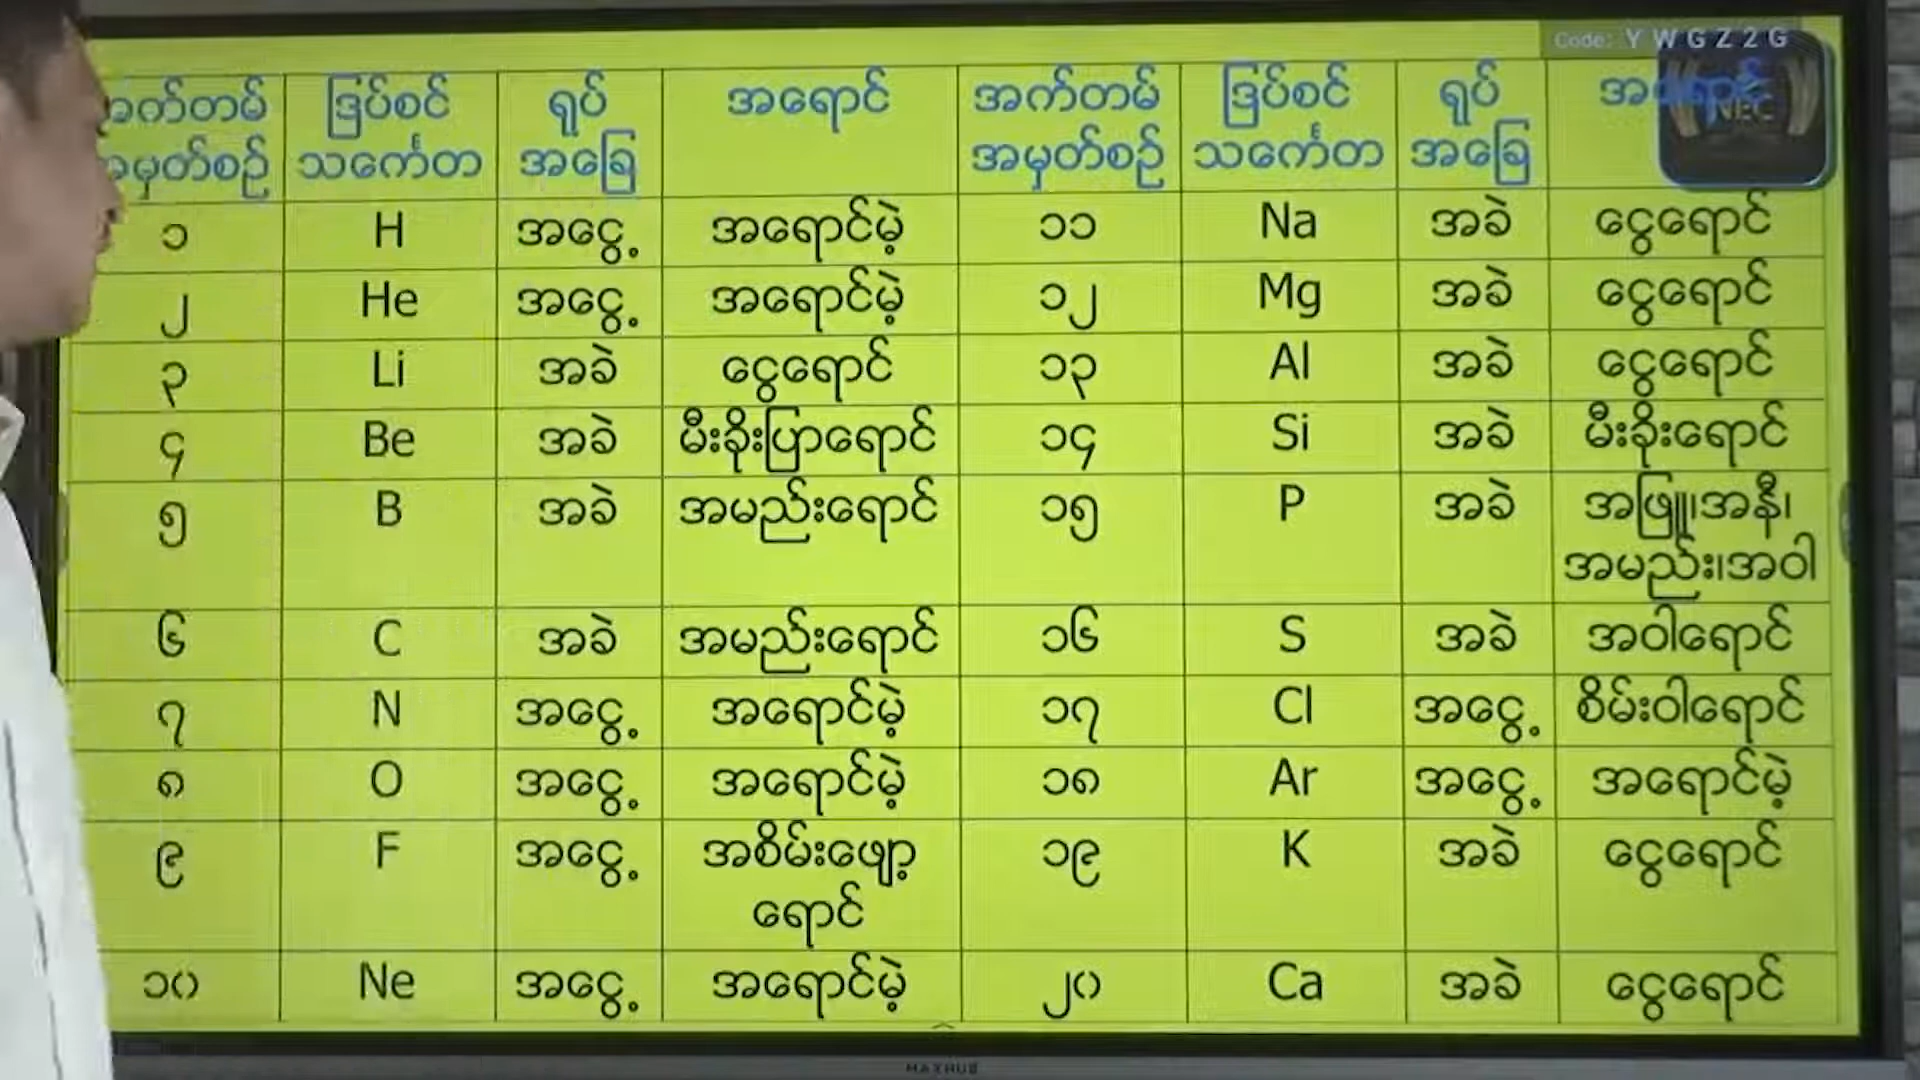 Code: YWGZ2G
အက်တမ် ဒြပ်စင် ရုပ် အရောင် အက်တမ် ဒြပ်စင် ရုပ် အရောင်
အမှတ်စဉ် သင်္ကေတ အခြေ အမှတ်စဉ် သင်္ကေတ အခြေ
၁ H အငွေ့ အရောင်မဲ့ ၁၁ Na အခဲ ငွေရောင်
၂ He အငွေ့ အရောင်မဲ့ ၁၂ Mg အခဲ ငွေရောင်
၃ Li အခဲ ငွေရောင် ၁၃ Al အခဲ ငွေရောင်
၄ Be အခဲ မီးခိုးပြာရောင် ၁၄ Si အခဲ မီးခိုးရောင်
၅ B အခဲ အမည်းရောင် ၁၅ P အခဲ အဖြူ၊အနီ၊
အမည်း၊အဝါ
၆ C အခဲ အမည်းရောင် ၁၆ S အခဲ အဝါရောင်
၇ N အငွေ့ အရောင်မဲ့ ၁၇ Cl အငွေ့ စိမ်းဝါရောင်
၈ O အငွေ့ အရောင်မဲ့ ၁၈ Ar အငွေ့ အရောင်မဲ့
၉ F အငွေ့ အစိမ်းဖျော့ ၁၉ K အခဲ ငွေရောင်
ရောင်
၁၀ Ne အငွေ့ အရောင်မဲ့ ၂၀ Ca အခဲ ငွေရောင်
MAXHUB